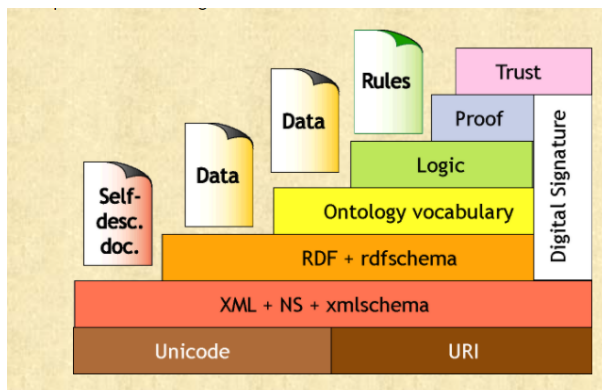 Rules
Trust
Data
Proof
Data
Logic
Self-
desc.
doc.
Ontology vocabulary
Digital Signature
RDF + rdfschema
XML + NS + xmlschema
Unicode
URI